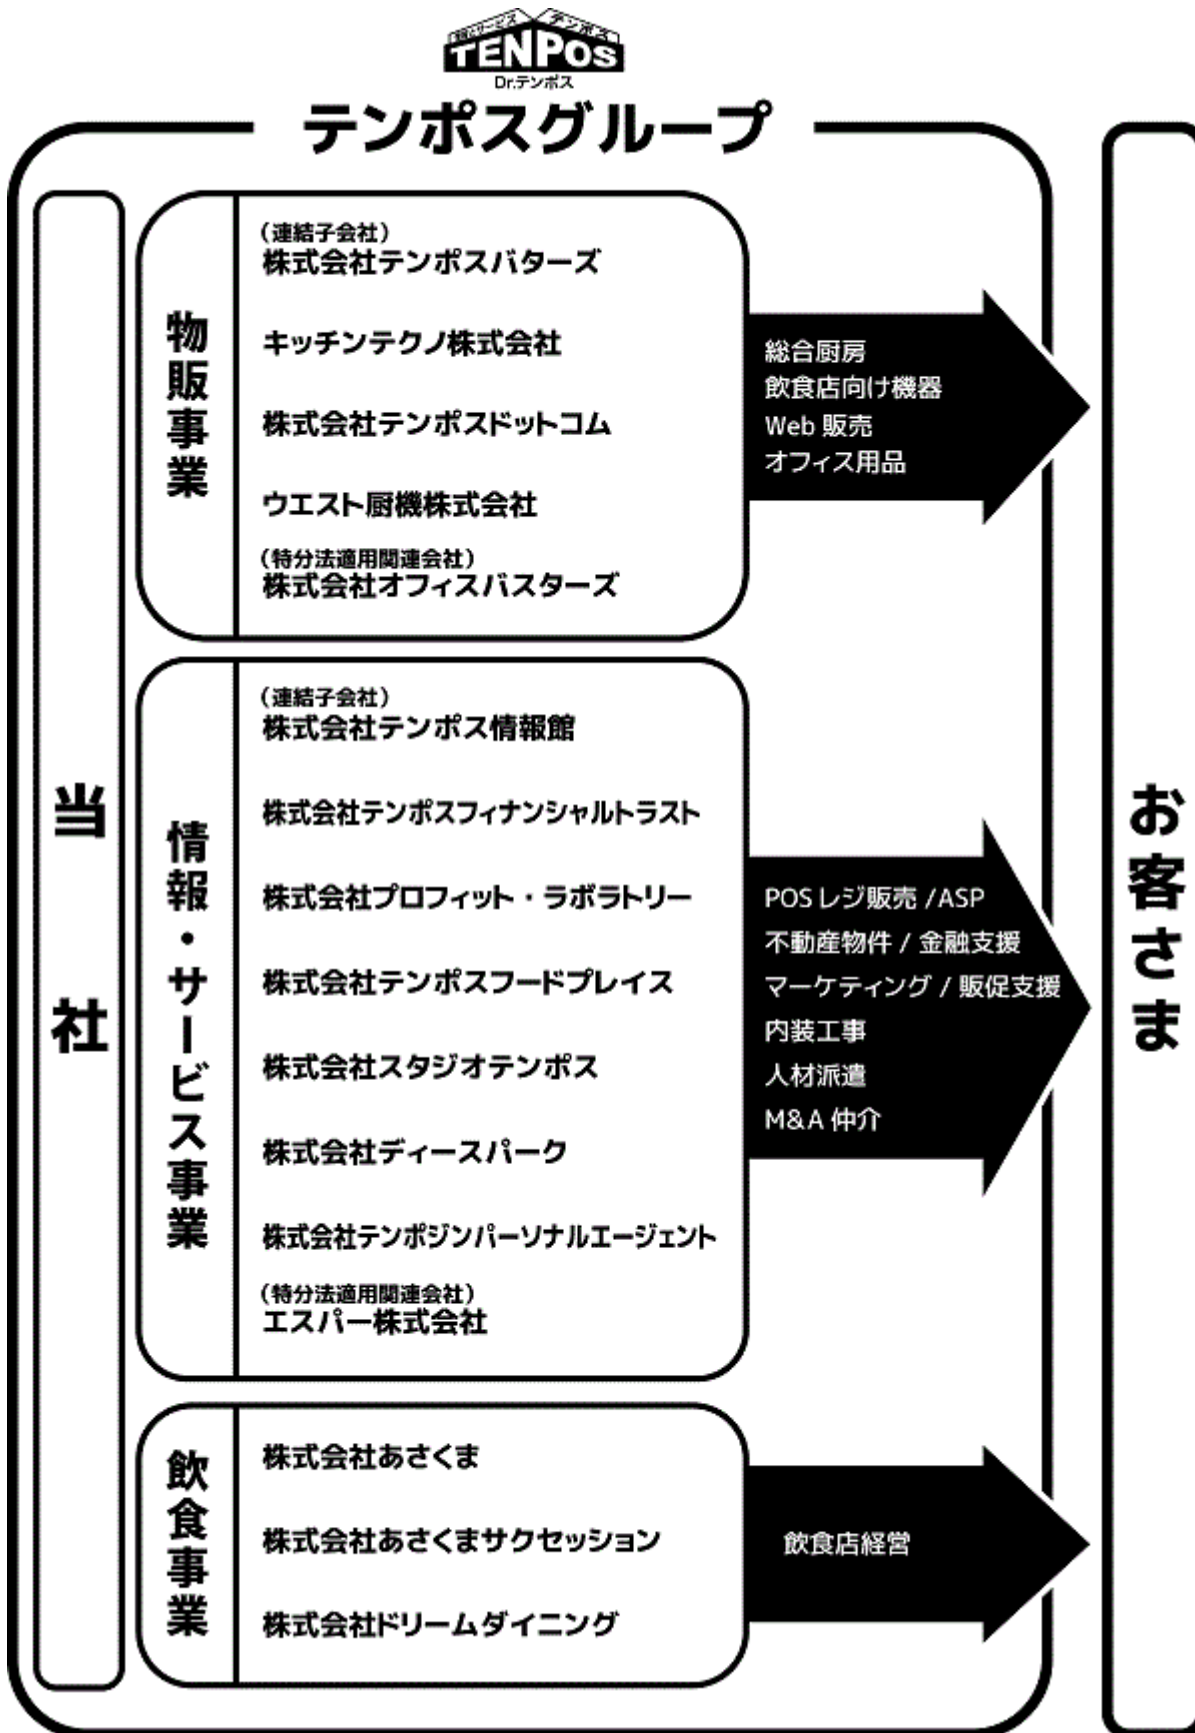 テンポス
TENPOS
Dr.テンポス
テンポスグループ
当社
物販事業
（連結子会社）
株式会社テンポスバターズ
キッチンテクノ株式会社
株式会社テンポスドットコム
ウエスト厨機株式会社
（特分法適用関連会社）
株式会社オフィスバスターズ
総合厨房
飲食店向け機器
Web 販売
オフィス用品
情報・サービス事業
（連結子会社）
株式会社テンポス情報館
株式会社テンポスフィナンシャルトラスト
株式会社プロフィット・ラボラトリー
株式会社テンポスフードプレイス
株式会社スタジオテンポス
株式会社ディースパーク
株式会社テンポジンパーソナルエージェント
（特分法適用関連会社）
エスパー株式会社
POS レジ販売 /ASP
不動産物件 / 金融支援
マーケティング / 販促支援
内装工事
人材派遣
M&A 仲介
飲食事業
株式会社あさくま
株式会社あさくまサクセッション
株式会社ドリームダイニング
飲食店経営
お客さま